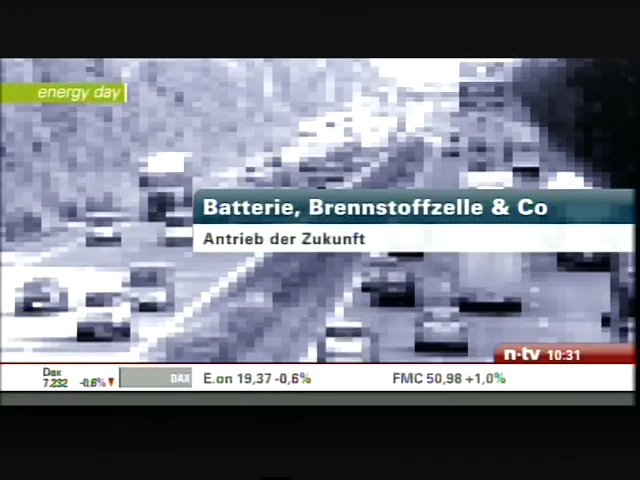 energy day
Batterie, Brennstoffzelle & Co
Antrieb der Zukunft
n-tv 10:31
Dax
7.232 -0,6%▼ DAX E.on 19,37 -0,6% FMC 50,98 +1,0%